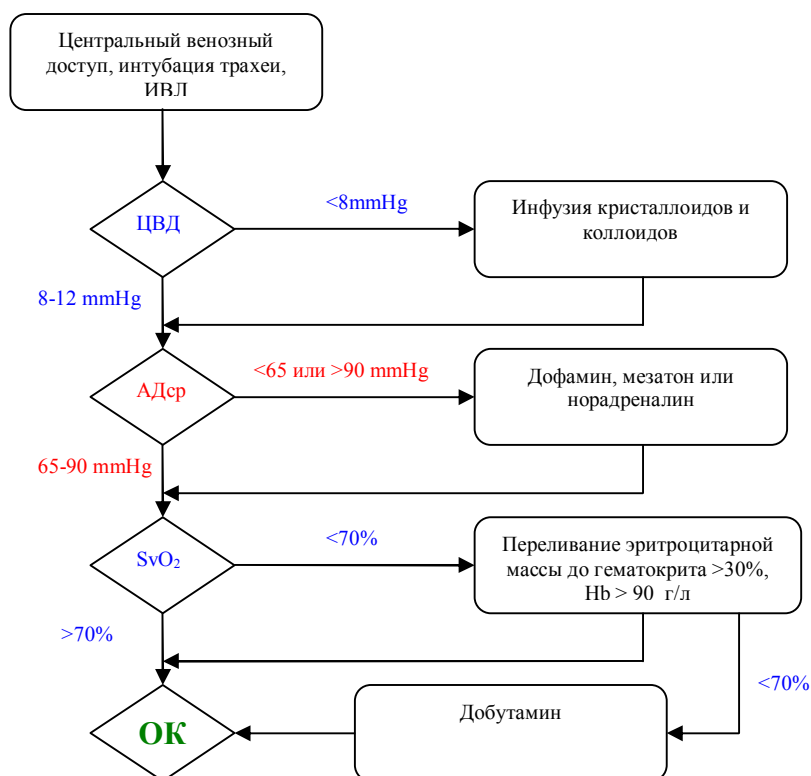 Центральный венозный
доступ, интубация трахеи,
ИВЛ
ЦВД
<8mmHg
Инфузия кристаллоидов и
коллоидов
8-12 mmHg
АДср
<65 или >90 mmHg
Дофамин, мезатон или
норадреналин
65-90 mmHg
SvO₂
<70%
Переливание эритроцитарной
массы до гематокрита >30%,
Hb > 90 г/л
>70%
<70%
Добутамин
ОК